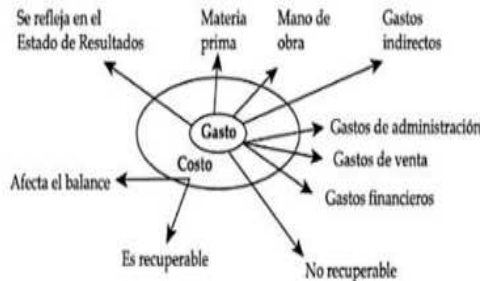 Se refleja en el
Estado de Resultados
Materia
prima
Mano de
obra
Gastos
indirectos
Gasto
Costo
Gastos de administración
Gastos de venta
Gastos financieros
Afecta el balance
Es recuperable
No recuperable